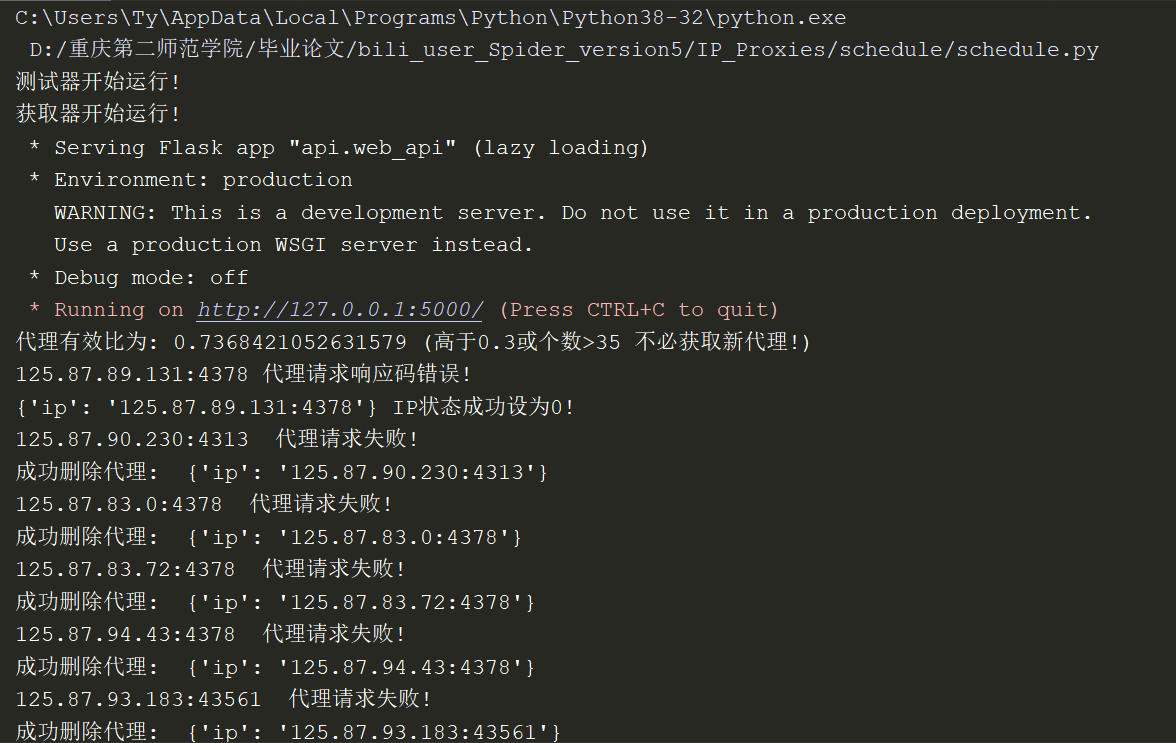 C:\Users\Ty\AppData\Local\Programs\Python\Python38-32\python.exe
D:/重庆第二师范学院/毕业论文/bili_user_Spider_version5/IP_Proxies/schedule/schedule.py
测试器开始运行!
获取器开始运行!
* Serving Flask app "api.web_api" (lazy loading)
* Environment: production
WARNING: This is a development server. Do not use it in a production deployment.
Use a production WSGI server instead.
* Debug mode: off
* Running on http://127.0.0.1:5000/ (Press CTRL+C to quit)
代理有效比为: 0.7368421052631579 (高于0.3或个数>35 不必获取新代理!)
125.87.89.131:4378 代理请求响应码错误!
{'ip': '125.87.89.131:4378'} IP状态成功设为0!
125.87.90.230:4313  代理请求失败!
成功删除代理:  {'ip': '125.87.90.230:4313'}
125.87.83.0:4378  代理请求失败!
成功删除代理:  {'ip': '125.87.83.0:4378'}
125.87.83.72:4378  代理请求失败!
成功删除代理:  {'ip': '125.87.83.72:4378'}
125.87.94.43:4378  代理请求失败!
成功删除代理:  {'ip': '125.87.94.43:4378'}
125.87.93.183:43561  代理请求失败!
成功删除代理:  {'ip': '125.87.93.183:43561'}